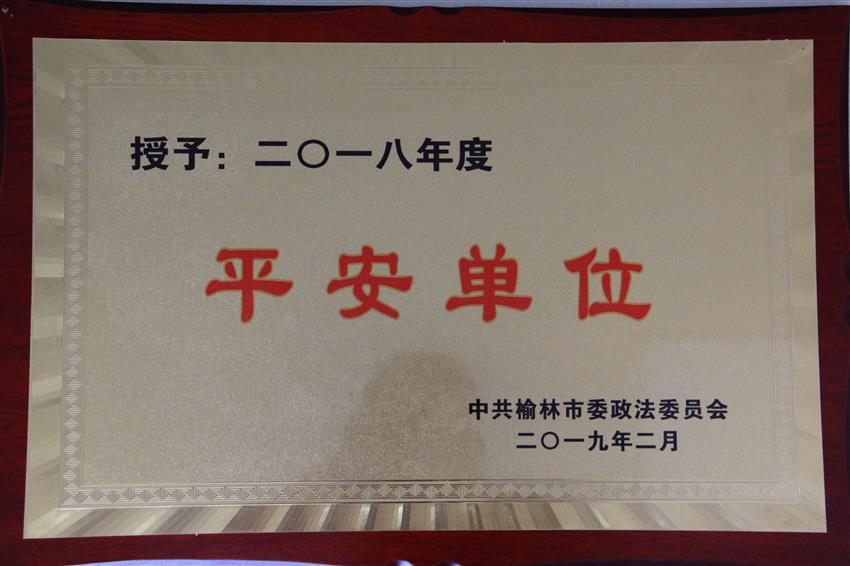 授予：二〇一八年度
平安单位
中共榆林市委政法委员会
二〇一九年二月